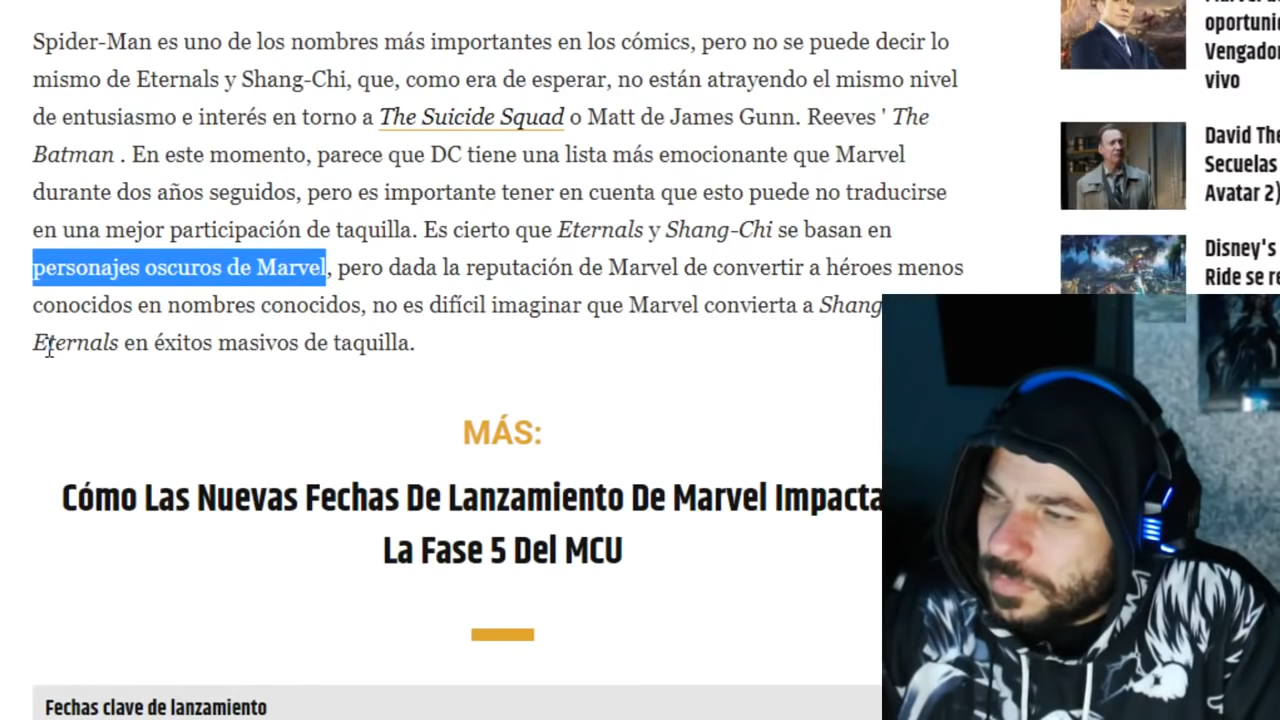 Spider-Man es uno de los nombres más importantes en los cómics, pero no se puede decir lo
mismo de Eternals y Shang-Chi, que, como era de esperar, no están atrayendo el mismo nivel
de entusiasmo e interés en torno a The Suicide Squad o Matt de James Gunn. Reeves ' The
Batman . En este momento, parece que DC tiene una lista más emocionante que Marvel
durante dos años seguidos, pero es importante tener en cuenta que esto puede no traducirse
en una mejor participación de taquilla. Es cierto que Eternals y Shang-Chi se basan en
personajes oscuros de Marvel, pero dada la reputación de Marvel de convertir a héroes menos
conocidos en nombres conocidos, no es difícil imaginar que Marvel convierta a Shang
Eternals en éxitos masivos de taquilla.
MÁS:
Cómo Las Nuevas Fechas De Lanzamiento De Marvel Impacta
La Fase 5 Del MCU
Fechas clave de lanzamiento
oportuni
Vengador
vivo
David The
Secuelas
Avatar 2)
Disney's
Ride se re